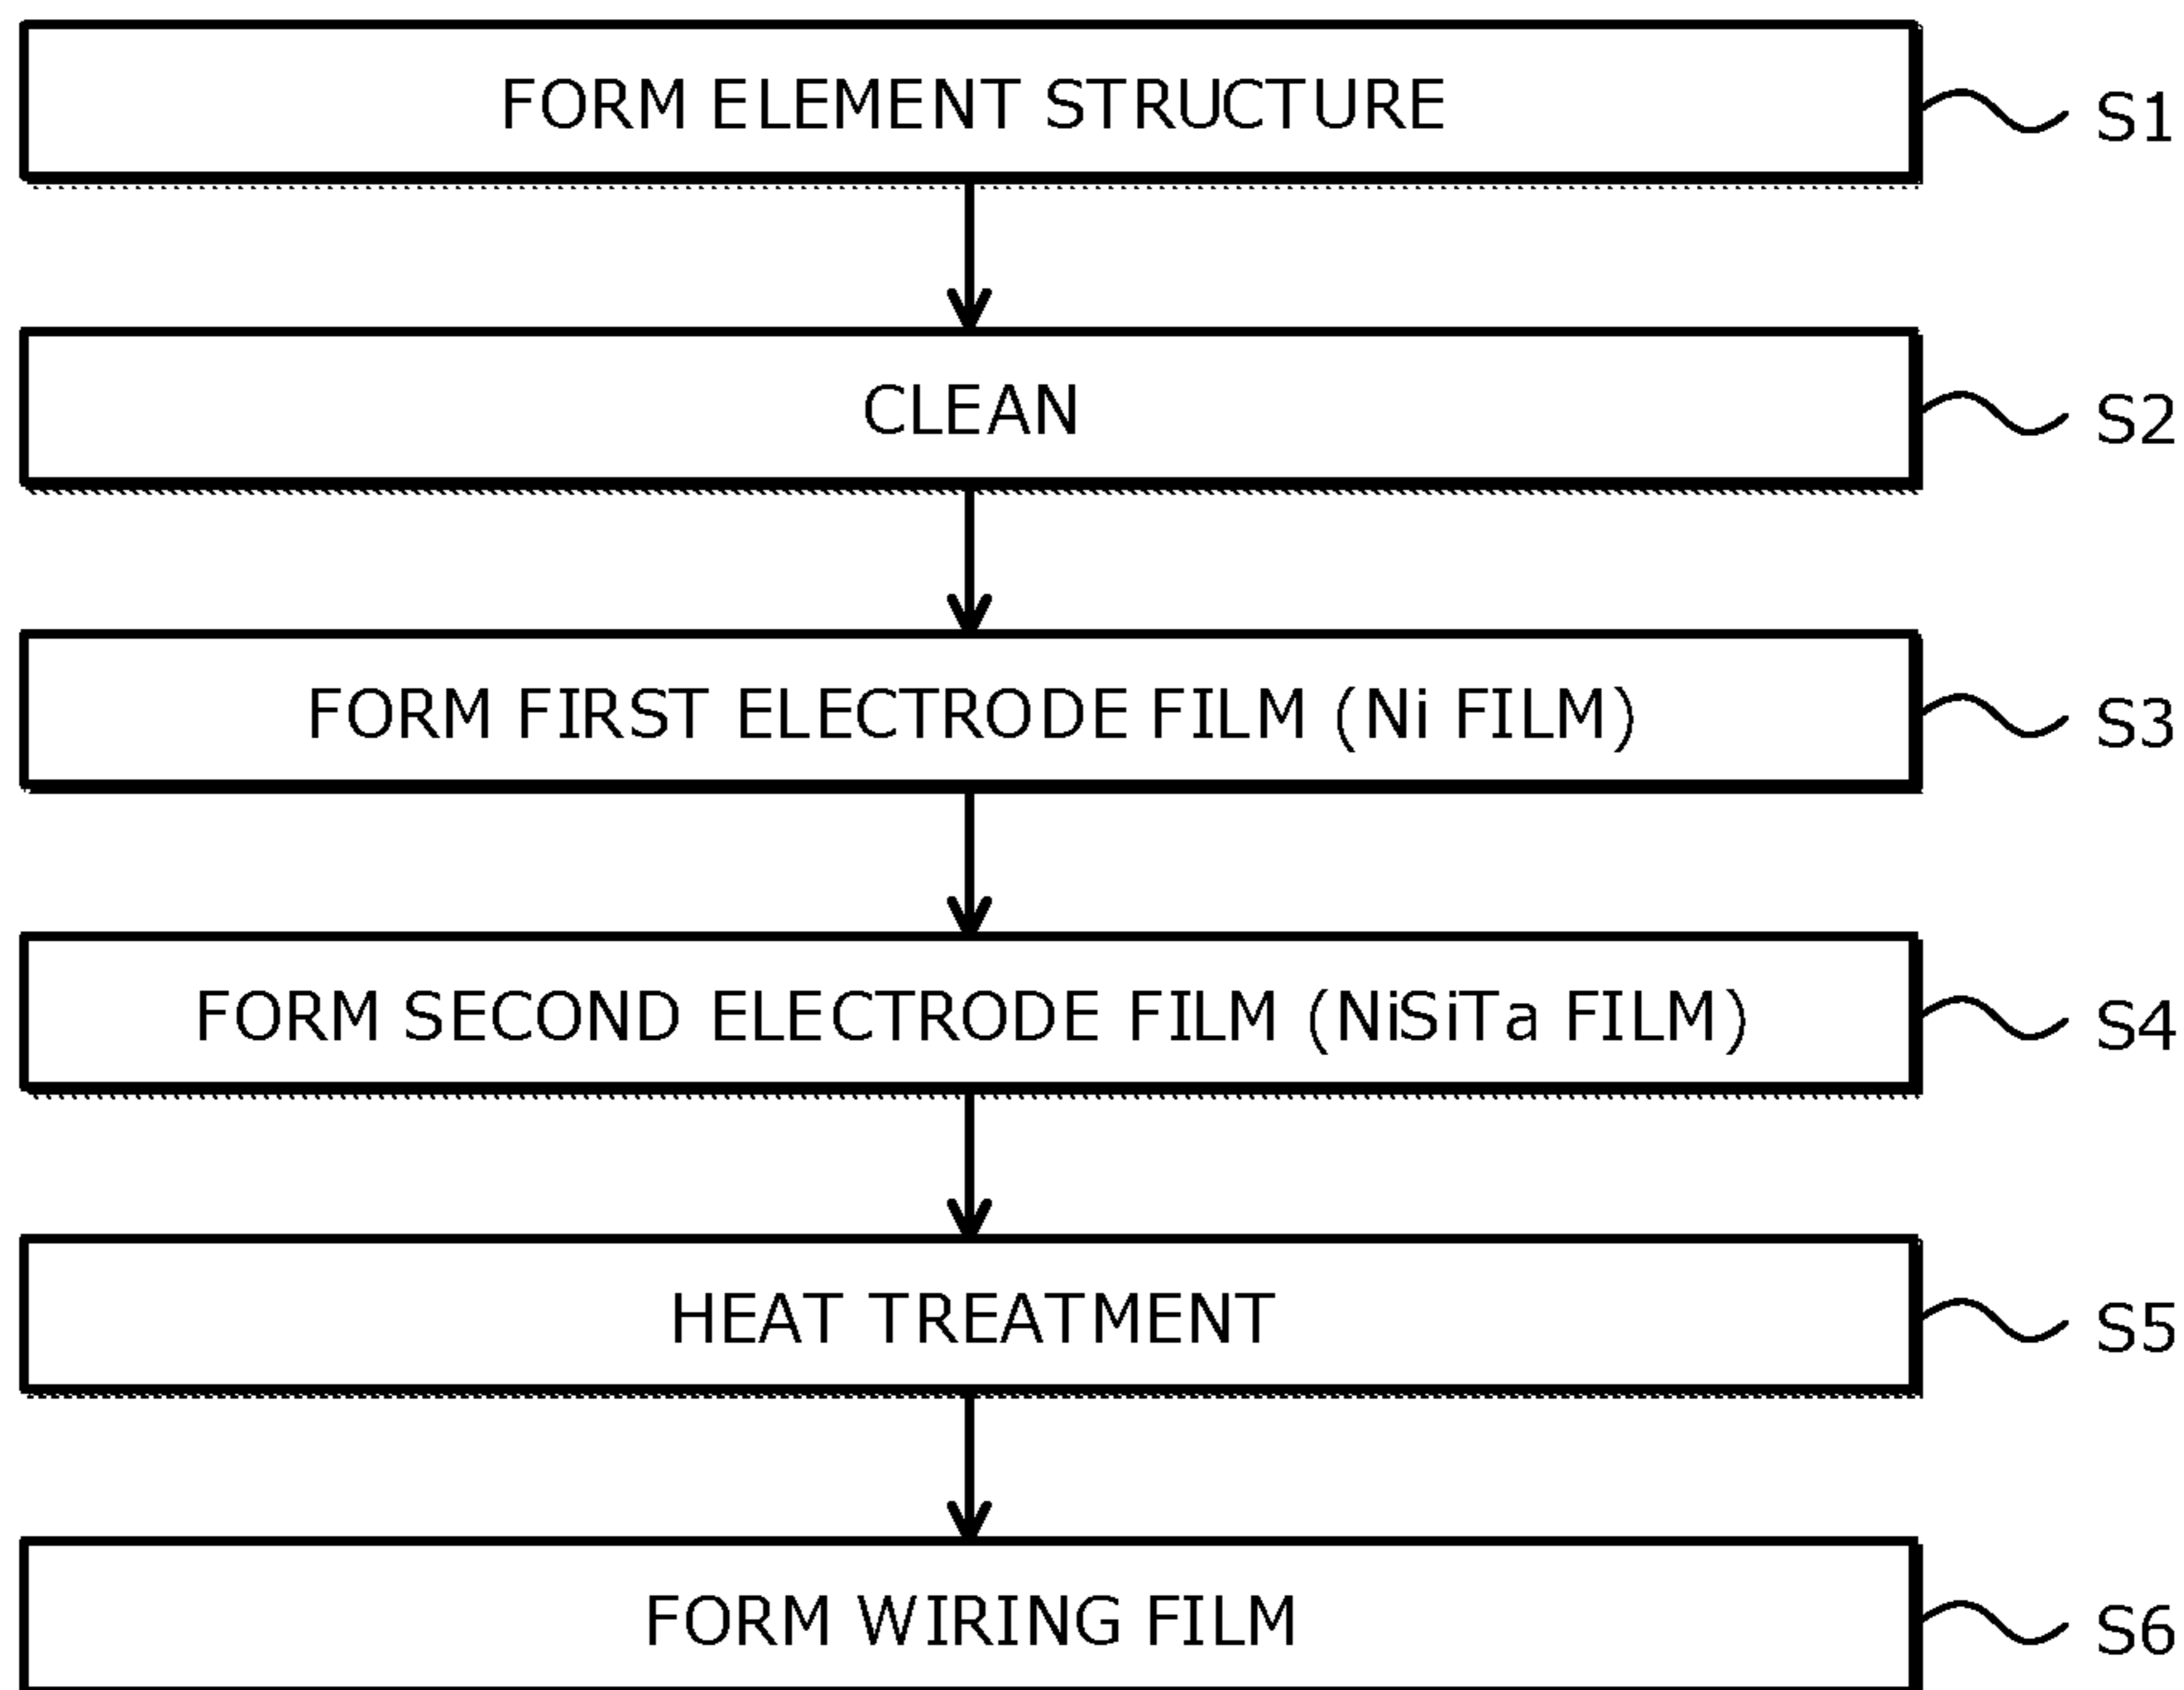 FORM ELEMENT STRUCTURE S1
CLEAN S2
FORM FIRST ELECTRODE FILM (Ni FILM) S3
FORM SECOND ELECTRODE FILM (NiSiTa FILM) S4
HEAT TREATMENT S5
FORM WIRING FILM S6